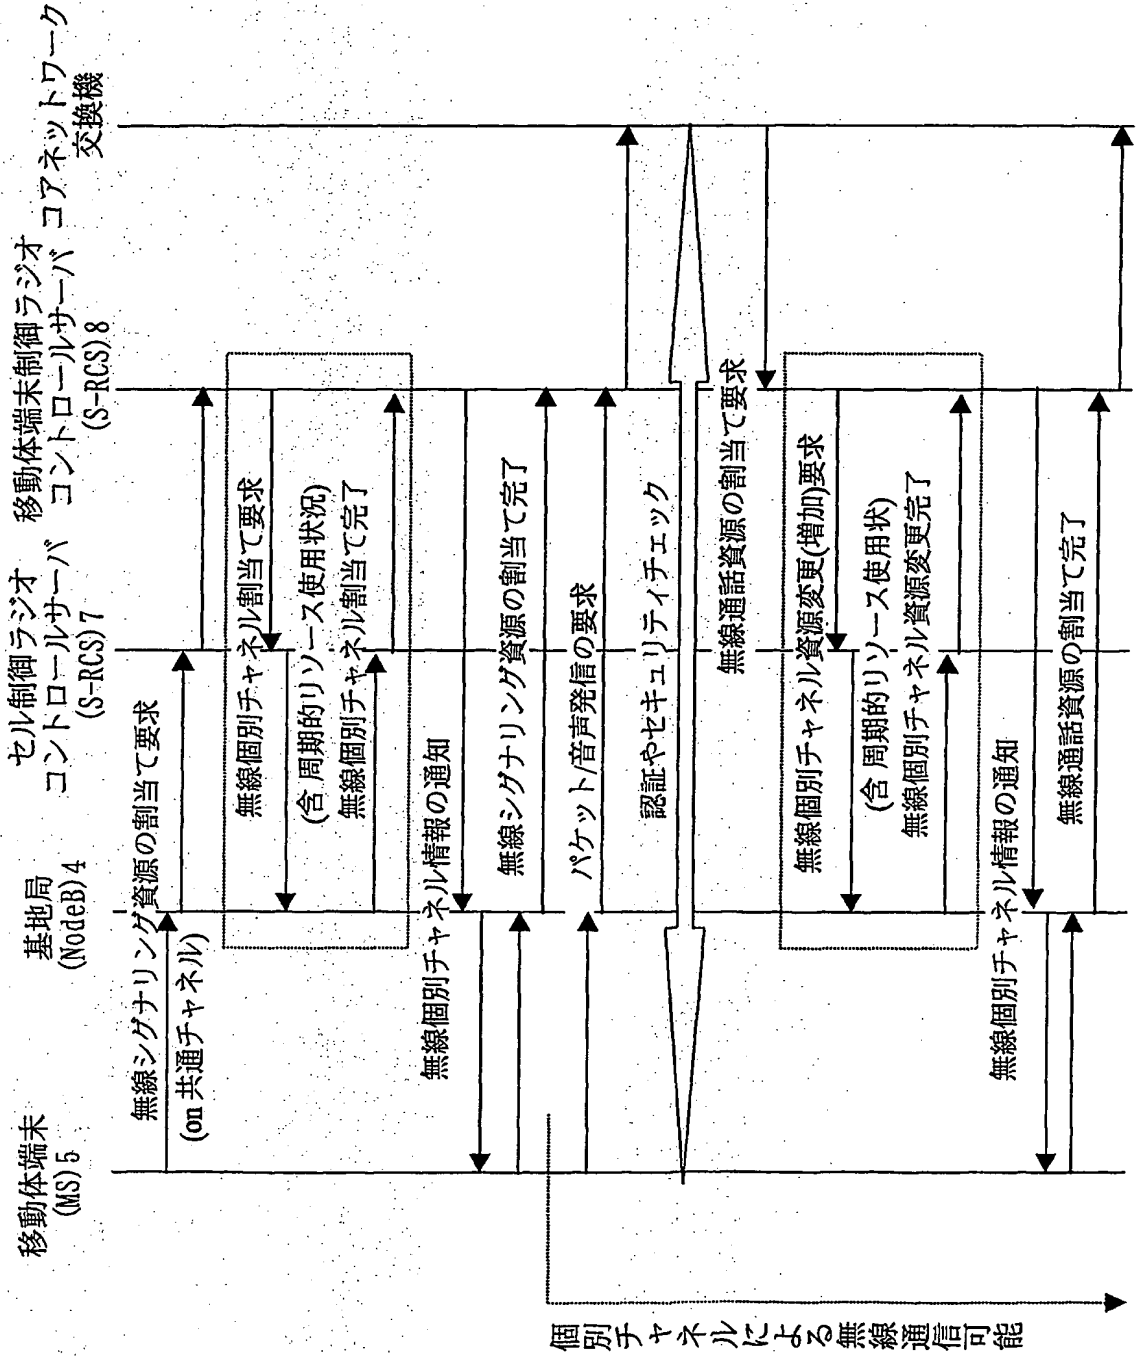 移動体端末
(MS)5
基地局
(NodeB)4
セル制御ラジオ
コントロールサーバ
(S-RCS)7
移動体端末制御ラジオ
コントロールサーバ
(S-RCS)8
コアネットワーク
交換機
無線シグナリング資源の割当て要求
(on 共通チャネル)
無線個別チャネル割当て要求
(含 周期的リソース使用状況)
無線個別チャネル割当て完了
無線個別チャネル情報の通知
無線シグナリング資源の割当て完了
パケット/音声発信の要求
認証やセキュリティチェック
無線通話資源の割当て要求
無線個別チャネル資源変更(増加)要求
(含 周期的リソース使用状)
無線個別チャネル資源変更完了
無線個別チャネル情報の通知
無線通話資源の割当て完了
個別チャネルによる無線通信可能